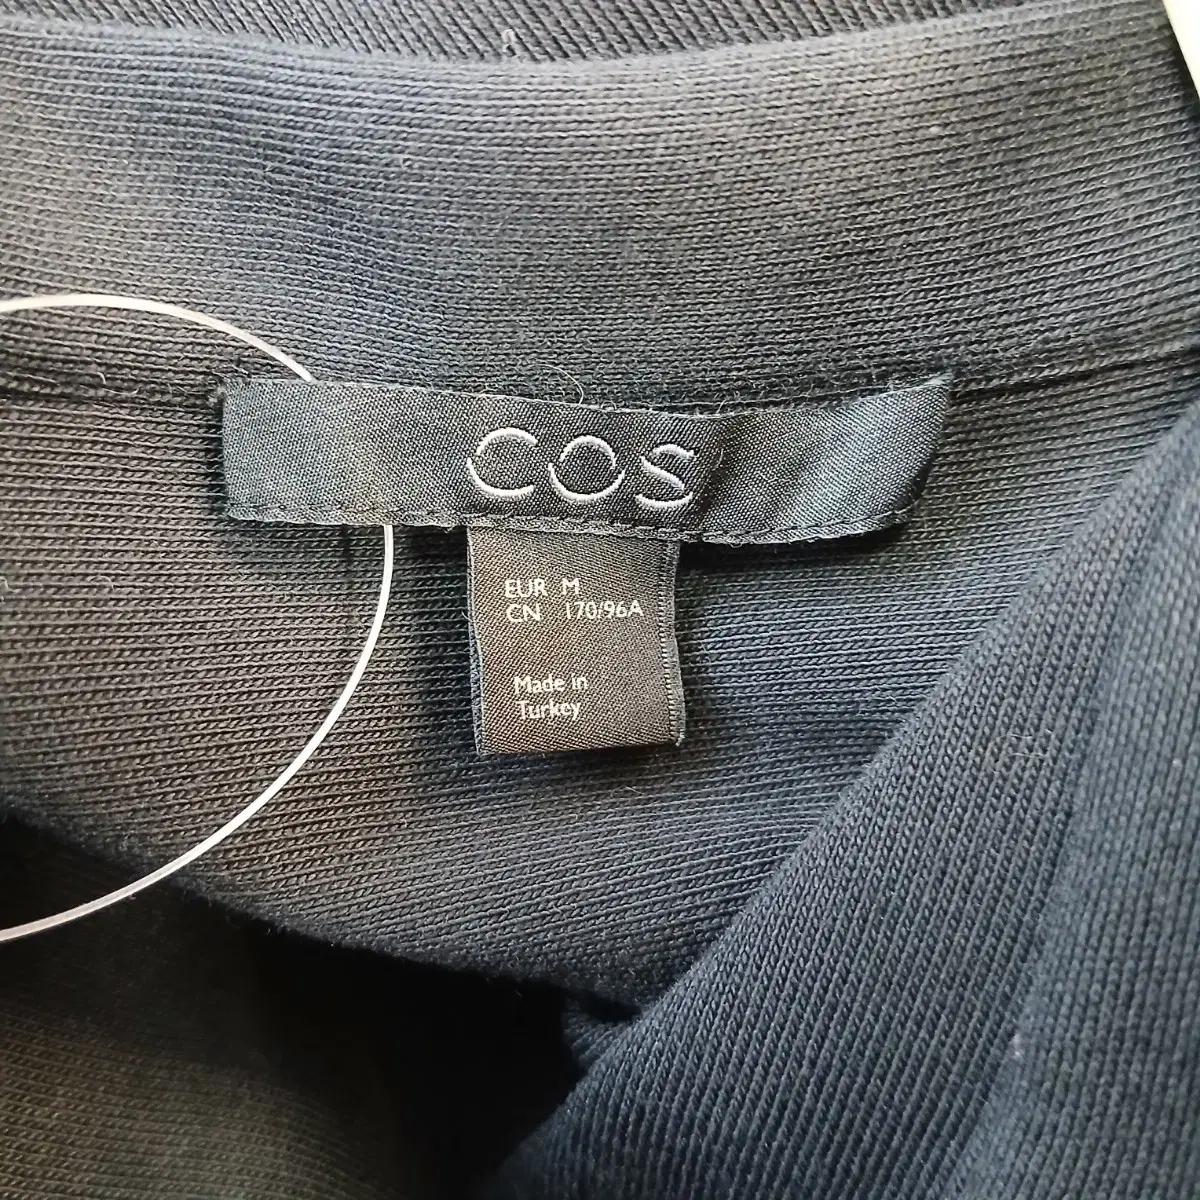 COS
EUR M
CN 170/96A
Made in
Turkey